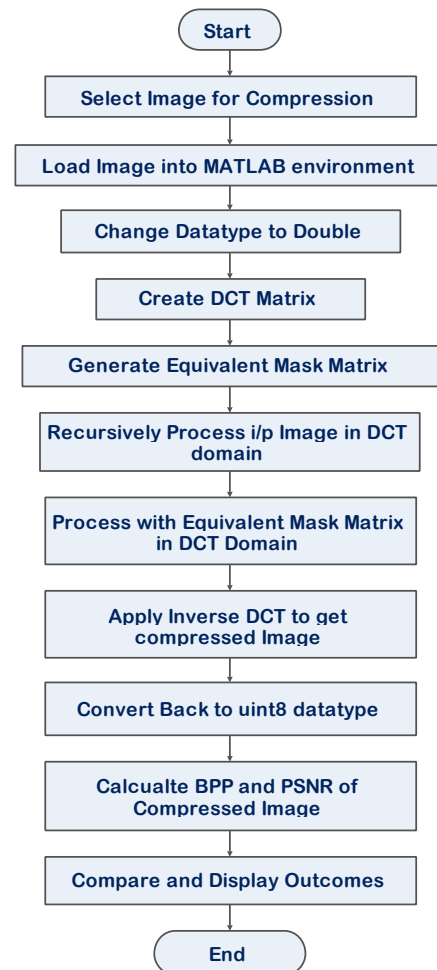 Start
Select Image for Compression
Load Image into MATLAB environment
Change Datatype to Double
Create DCT Matrix
Generate Equivalent Mask Matrix
Recursively Process i/p Image in DCT
domain
Process with Equivalent Mask Matrix
in DCT Domain
Apply Inverse DCT to get
compressed Image
Convert Back to uint8 datatype
Calcualte BPP and PSNR of
Compressed Image
Compare and Display Outcomes
End